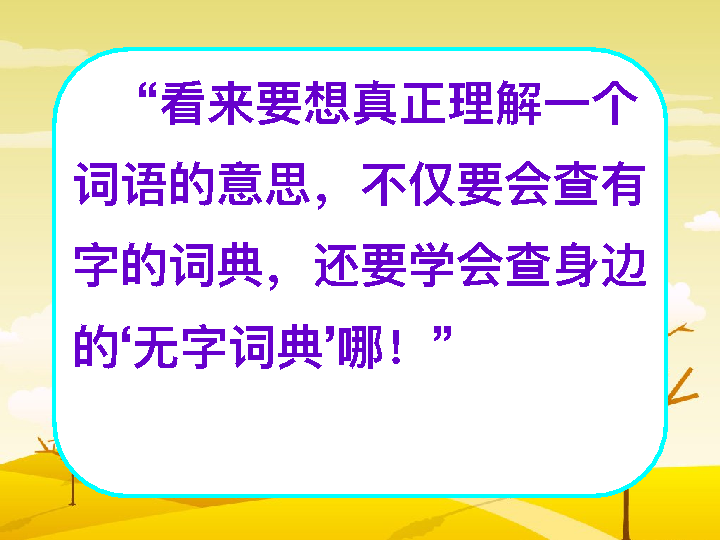 “看来要想真正理解一个
词语的意思，不仅要会查有
字的词典，还要学会查身边
的‘无字词典’哪！”